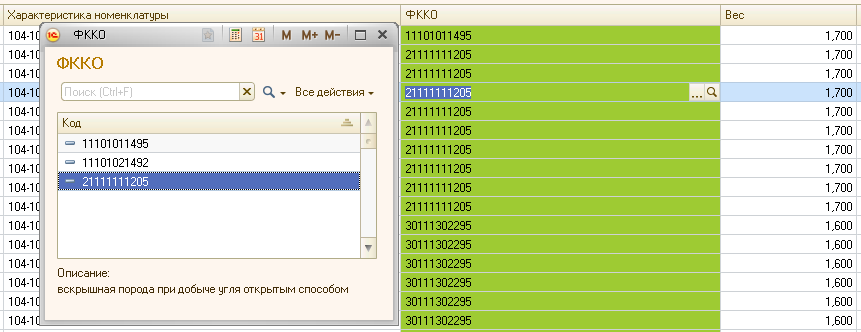 Характеристика номенклатуры ФККО Вес
ФККО M M+ M-
ФККО
Поиск (Ctrl+F) Все действия
Код
11101011495
11101021492
21111111205
Описание:
вскрышная порода при добыче угля открытым способом
104-10 11101011495 1,700
104-10 21111111205 1,700
104-10 21111111205 1,700
104-10 21111111205 ... 1,700
104-10 21111111205 1,700
104-10 21111111205 1,700
104-10 21111111205 1,700
104-10 21111111205 1,700
104-10 21111111205 1,700
104-10 21111111205 1,700
104-10 30111302295 1,600
104-10 30111302295 1,600
104-10 30111302295 1,600
104-10 30111302295 1,600
104-10 30111302295 1,600
104-10 30111302295 1,600